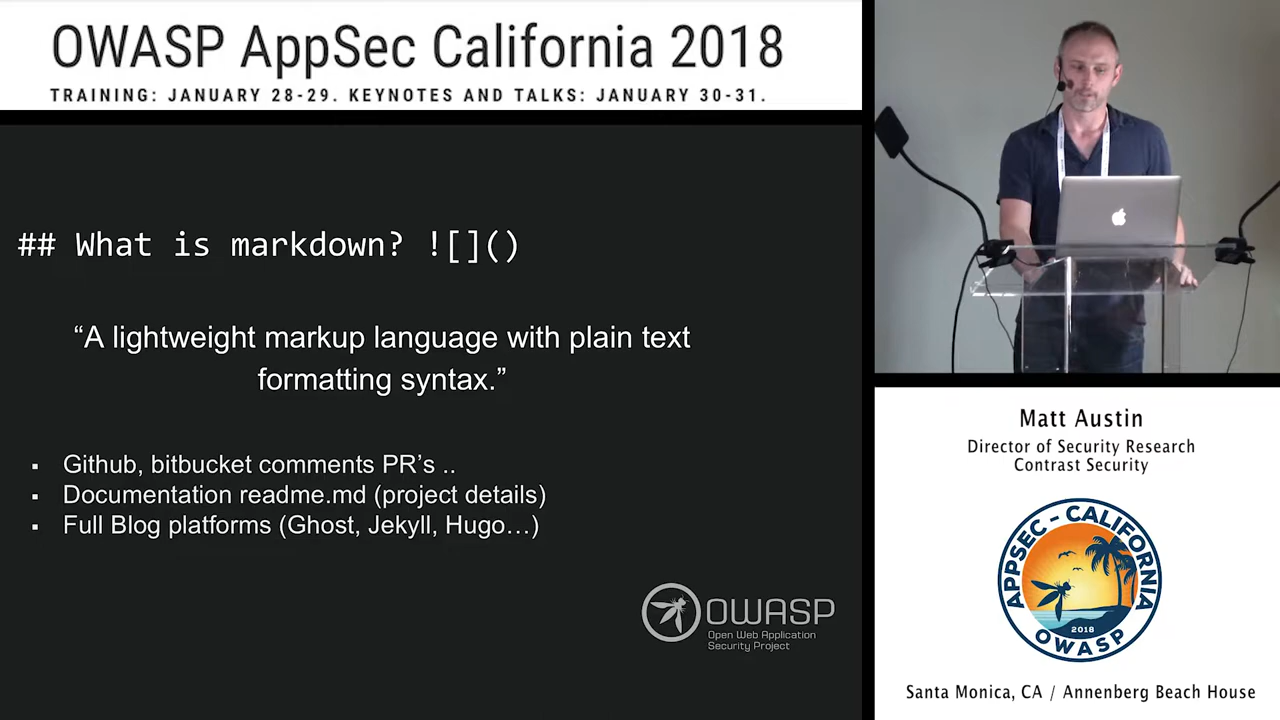 OWASP AppSec California 2018
TRAINING: JANUARY 28-29. KEYNOTES AND TALKS: JANUARY 30-31.
## What is markdown? ![]()
“A lightweight markup language with plain text
formatting syntax.”
▪ Github, bitbucket comments PR’s ..
▪ Documentation readme.md (project details)
▪ Full Blog platforms (Ghost, Jekyll, Hugo…)
OWASP
Open Web Application
Security Project
Matt Austin
Director of Security Research
Contrast Security
APPSEC - CALIFORNIA
2018
OWASP
Santa Monica, CA / Annenberg Beach House